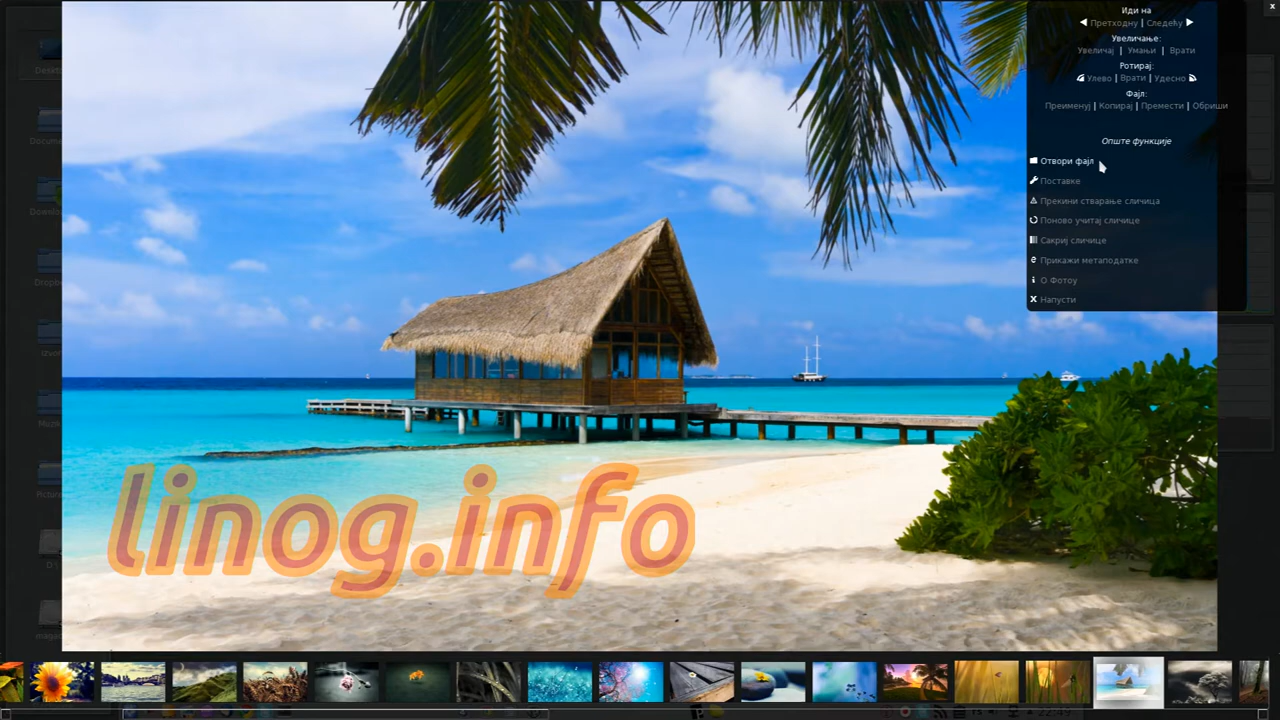 Иди на
Претходну | Следећу
Увеличање:
Увеличај | Умањи | Врати
Ротирај:
Улево | Врати | Удесно
Фајл:
Преименуј | Копирај | Премести | Обриши
Опште функције
Отвори фајл
Поставке
Прекини стварање сличица
Поново учитај сличице
Сакриј сличице
Прикажи метаподатке
О Фотоу
Напусти
x
linog.info